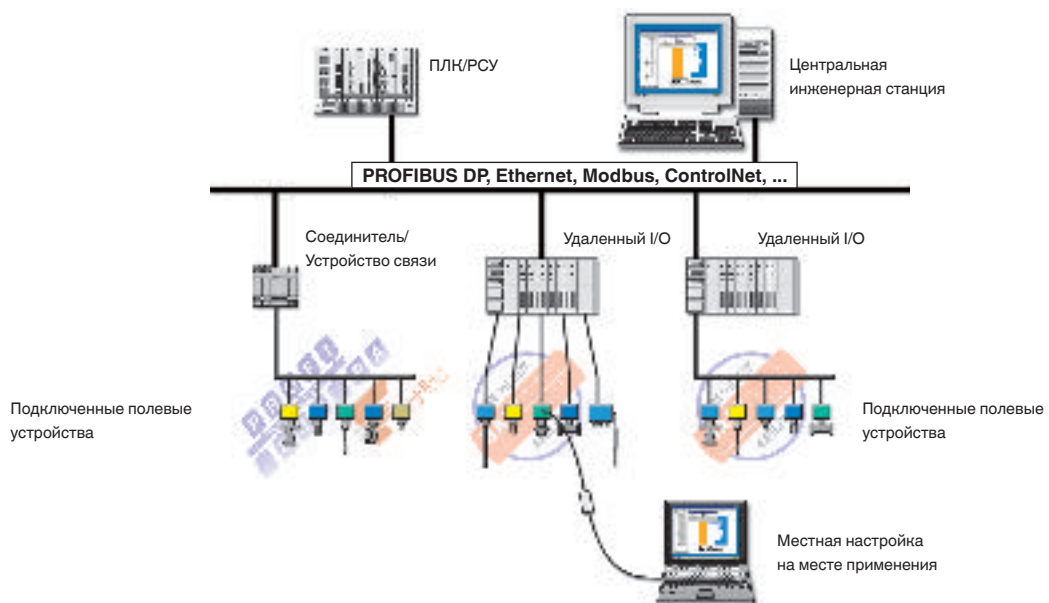 ПЛК/РСУ
Центральная
инженерная станция
PROFIBUS DP, Ethernet, Modbus, ControlNet, ...
Соединитель/
Устройство связи
Удаленный I/O
Удаленный I/O
Подключенные полевые
устройства
Подключенные полевые
устройства
Местная настройка
на месте применения